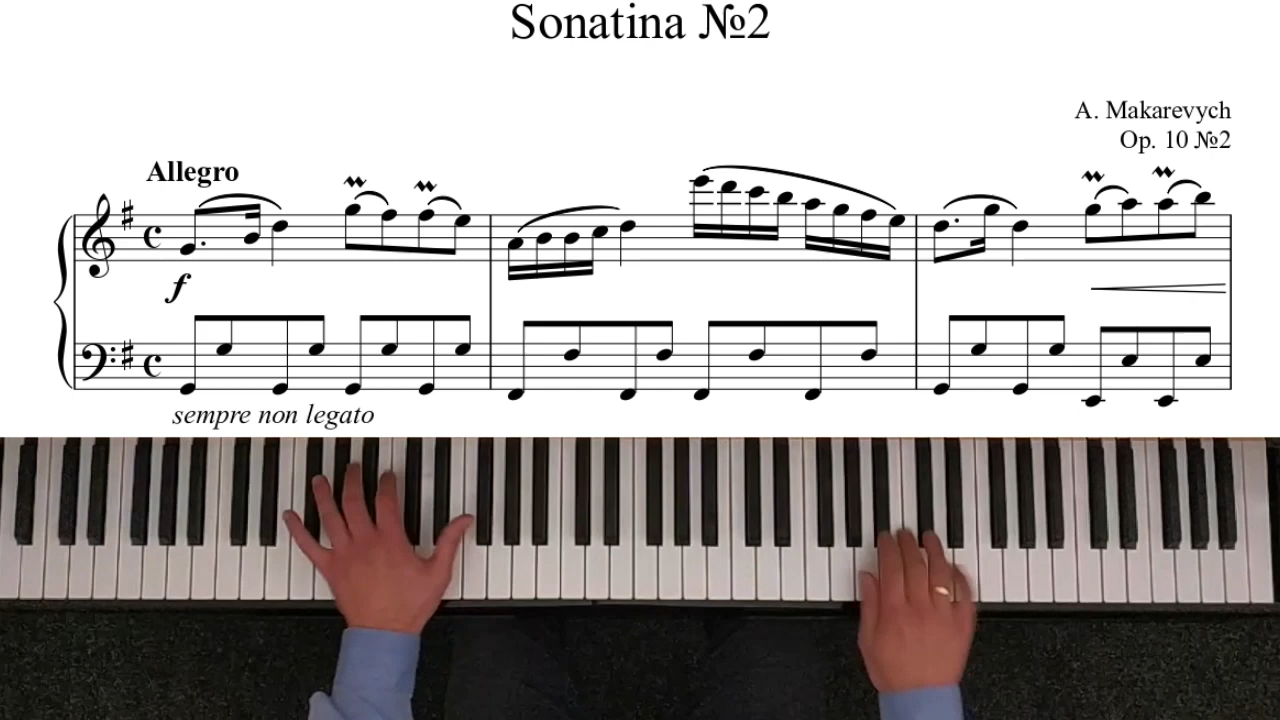 Sonatina №2
A. Makarevych
Op. 10 №2
Allegro
f
sempre non legato